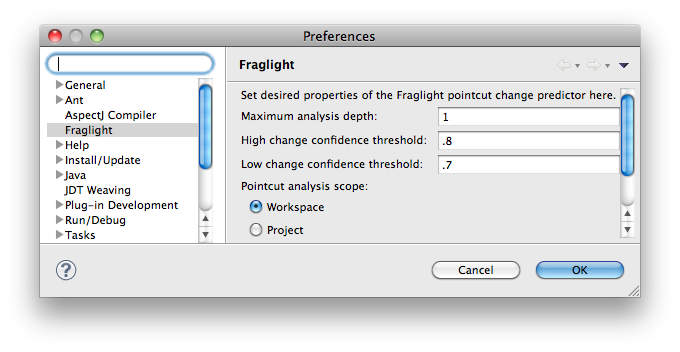 Preferences
General
Ant
AspectJ Compiler
Fraglight
Help
Install/Update
Java
JDT Weaving
Plug-in Development
Run/Debug
Tasks
Fraglight
Set desired properties of the Fraglight pointcut change predictor here.
Maximum analysis depth: 1
High change confidence threshold: .8
Low change confidence threshold: .7
Pointcut analysis scope:
Workspace
Project
?
Cancel
OK